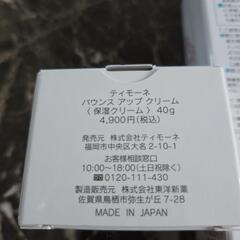 ティモーネ
バウンス アップ クリーム
〈 保湿クリーム 〉 40g
4,900円(税込)
発売元 株式会社ティモーネ
福岡市中央区大名 2-10-1
お客様相談窓口
10:00~18:00(土日祝除く)
0120-111-430
製造販売元 株式会社東洋新薬
佐賀県鳥栖市弥生が丘 7-28
MADE IN JAPAN